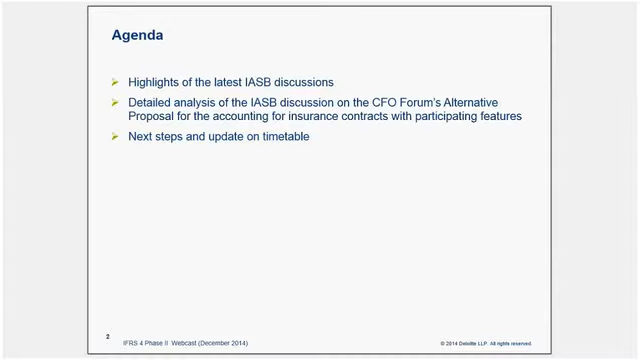 Agenda
Highlights of the latest IASB discussions
Detailed analysis of the IASB discussion on the CFO Forum's Alternative
Proposal for the accounting for insurance contracts with participating features
Next steps and update on timetable
2
IFRS 4 Phase II Webcast (December 2014)
© 2014 Deloitte LLP. All rights reserved.